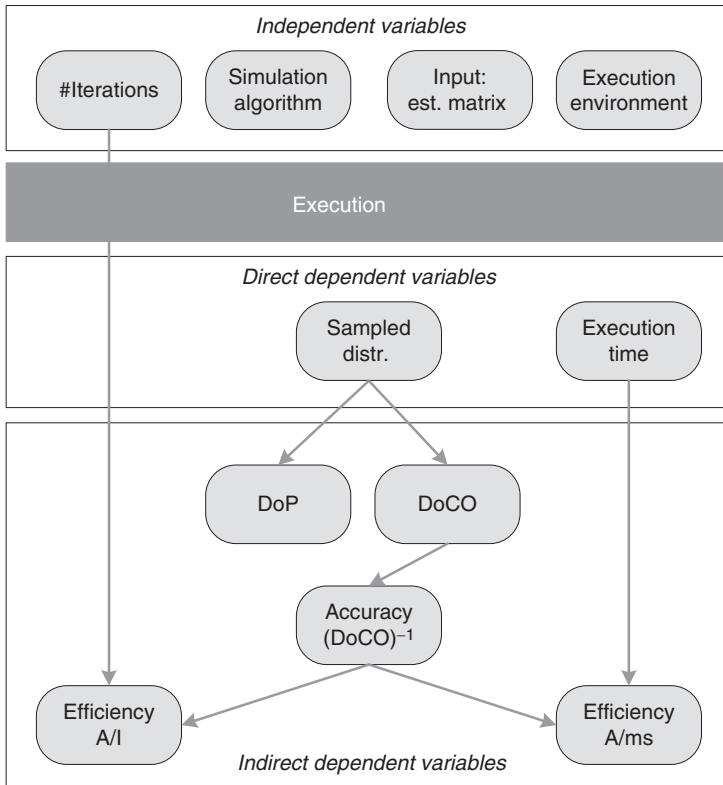 Independent variables
#Iterations
Simulation
algorithm
Input:
est. matrix
Execution
environment
Execution
Direct dependent variables
Sampled
distr.
Execution
time
DoP
DoCO
Accuracy
(DoCO)⁻¹
Efficiency
A/I
Efficiency
A/ms
Indirect dependent variables